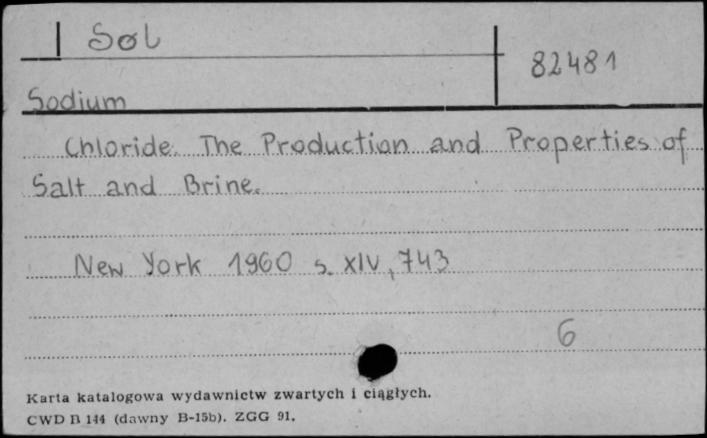 Sol
82481
Sodium
Chloride. The Production and Properties of
Salt and Brine.
New York 1960 s. XIV, 743
6
Karta katalogowa wydawnictw zwartych i ciągłych.
CWD B 144 (dawny B-15b). ZGG 91.